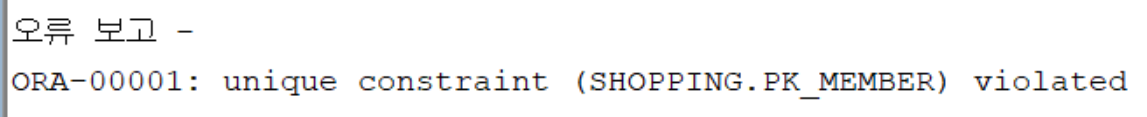 오류 보고 -
ORA-00001: unique constraint (SHOPPING.PK_MEMBER) violated